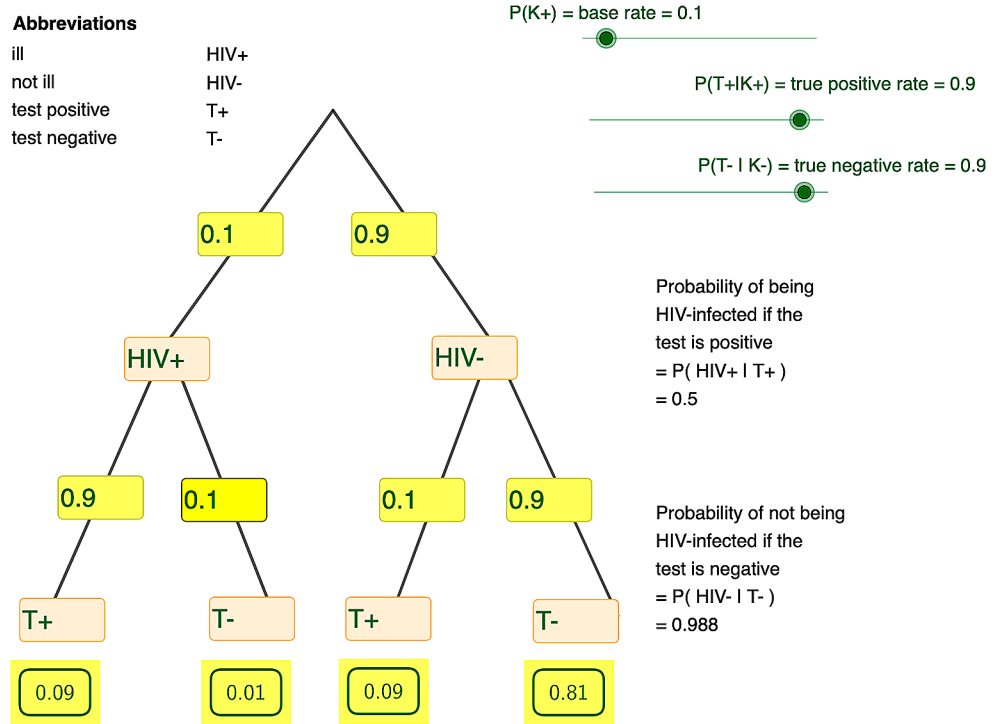 Abbreviations
ill HIV+
not ill HIV-
test positive T+
test negative T-
P(K+) = base rate = 0.1
P(T+IK+) = true positive rate = 0.9
P(T- I K-) = true negative rate = 0.9
0.1 0.9
HIV+ HIV-
Probability of being
HIV-infected if the
test is positive
= P( HIV+ I T+ )
= 0.5
0.9 0.1 0.1 0.9
Probability of not being
HIV-infected if the
test is negative
= P( HIV- I T- )
= 0.988
T+ T- T+ T-
0.09 0.01 0.09 0.81